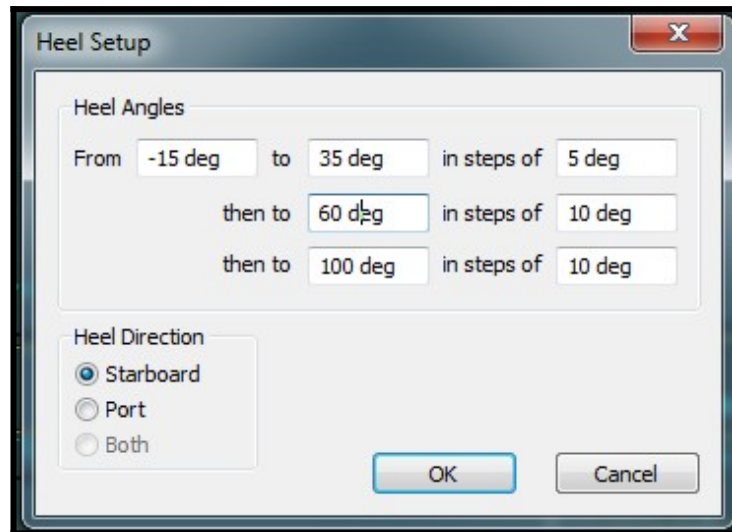 Heel Setup
X
Heel Angles
From -15 deg to 35 deg in steps of 5 deg
then to 60 deg in steps of 10 deg
then to 100 deg in steps of 10 deg
Heel Direction
Starboard
Port
Both
OK Cancel